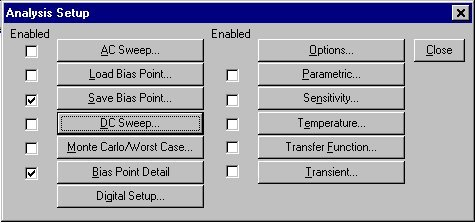 Analysis Setup
Enabled
Enabled
AC Sweep...
Options...
Close
Load Bias Point...
Parametric...
Save Bias Point...
Sensitivity...
DC Sweep...
Temperature...
Monte Carlo/Worst Case...
Transfer Function...
Bias Point Detail
Transient...
Digital Setup...